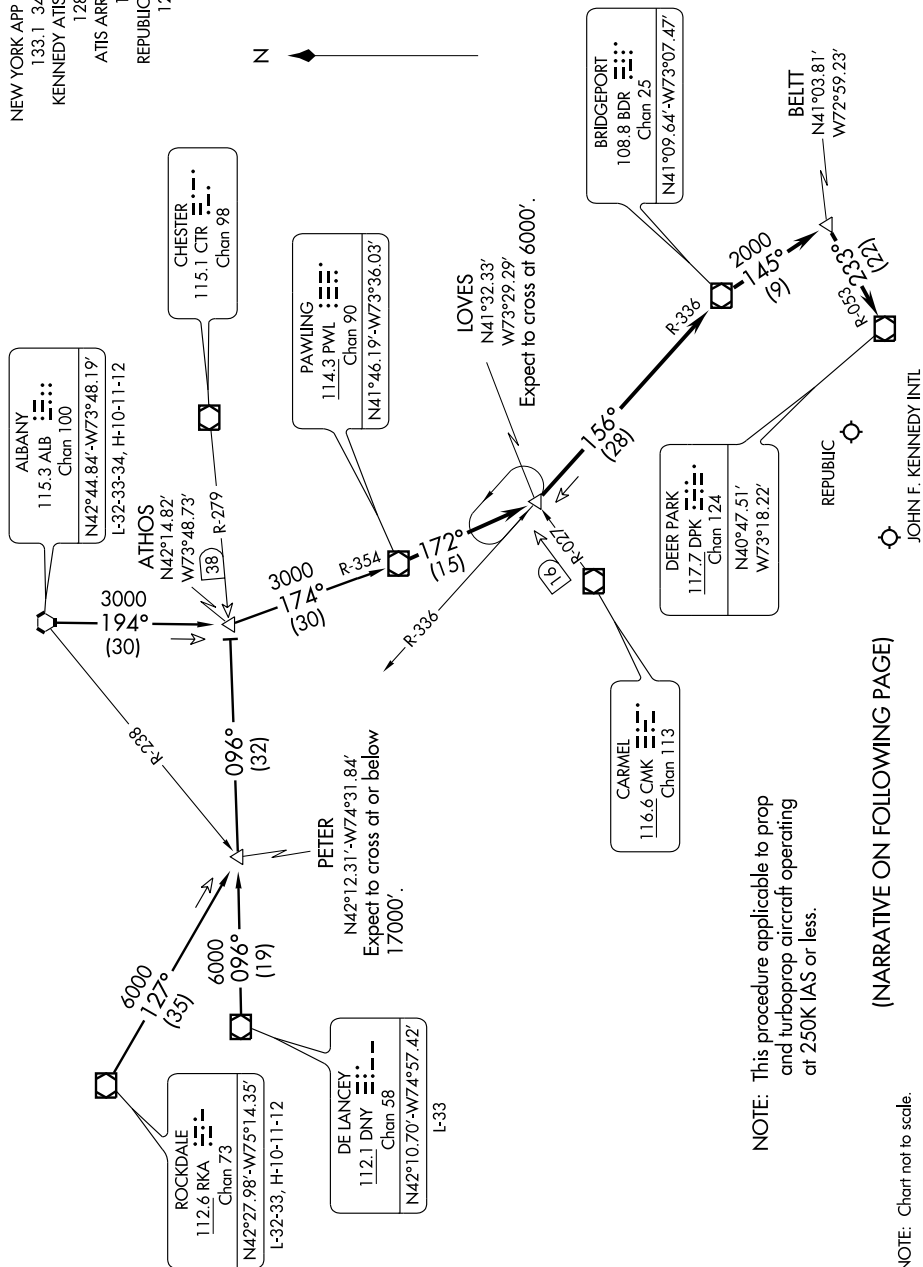 NEW YORK APP
133.1 34
KENNEDY ATIS
128
ATIS ARR
1
REPUBLIC
12
N
ALBANY
115.3 ALB
Chan 100
N42°44.84'-W73°48.19'
L-32-33-34, H-10-11-12
CHESTER
115.1 CTR
Chan 98
ATHOS
N42°14.82'
W73°48.73'
38
R-279
3000
194°
(30)
R-238
ROCKDALE
112.6 RKA
Chan 73
N42°27.98'-W75°14.35'
L-32-33, H-10-11-12
6000
127°
(35)
6000
096°
(19)
DE LANCEY
112.1 DNY
Chan 58
N42°10.70'-W74°57.42'
L-33
PETER
N42°12.31'-W74°31.84'
Expect to cross at or below
17000'.
096°
(32)
3000
174°
(30)
R-354
PAWLING
114.3 PWL
Chan 90
N41°46.19'-W73°36.03'
172°
(15)
R-336
LOVES
N41°32.33'
W73°29.29'
Expect to cross at 6000'.
16
R-027
CARMEL
116.6 CMK
Chan 113
156°
(28)
R-336
BRIDGEPORT
108.8 BDR
Chan 25
N41°09.64'-W73°07.47'
2000
145°
(9)
BELTT
N41°03.81'
W72°59.23'
R-053
233°
(22)
DEER PARK
117.7 DPK
Chan 124
N40°47.51'
W73°18.22'
REPUBLIC
JOHN F. KENNEDY INTL
NOTE: This procedure applicable to prop
and turboprop aircraft operating
at 250K IAS or less.
(NARRATIVE ON FOLLOWING PAGE)
NOTE: Chart not to scale.